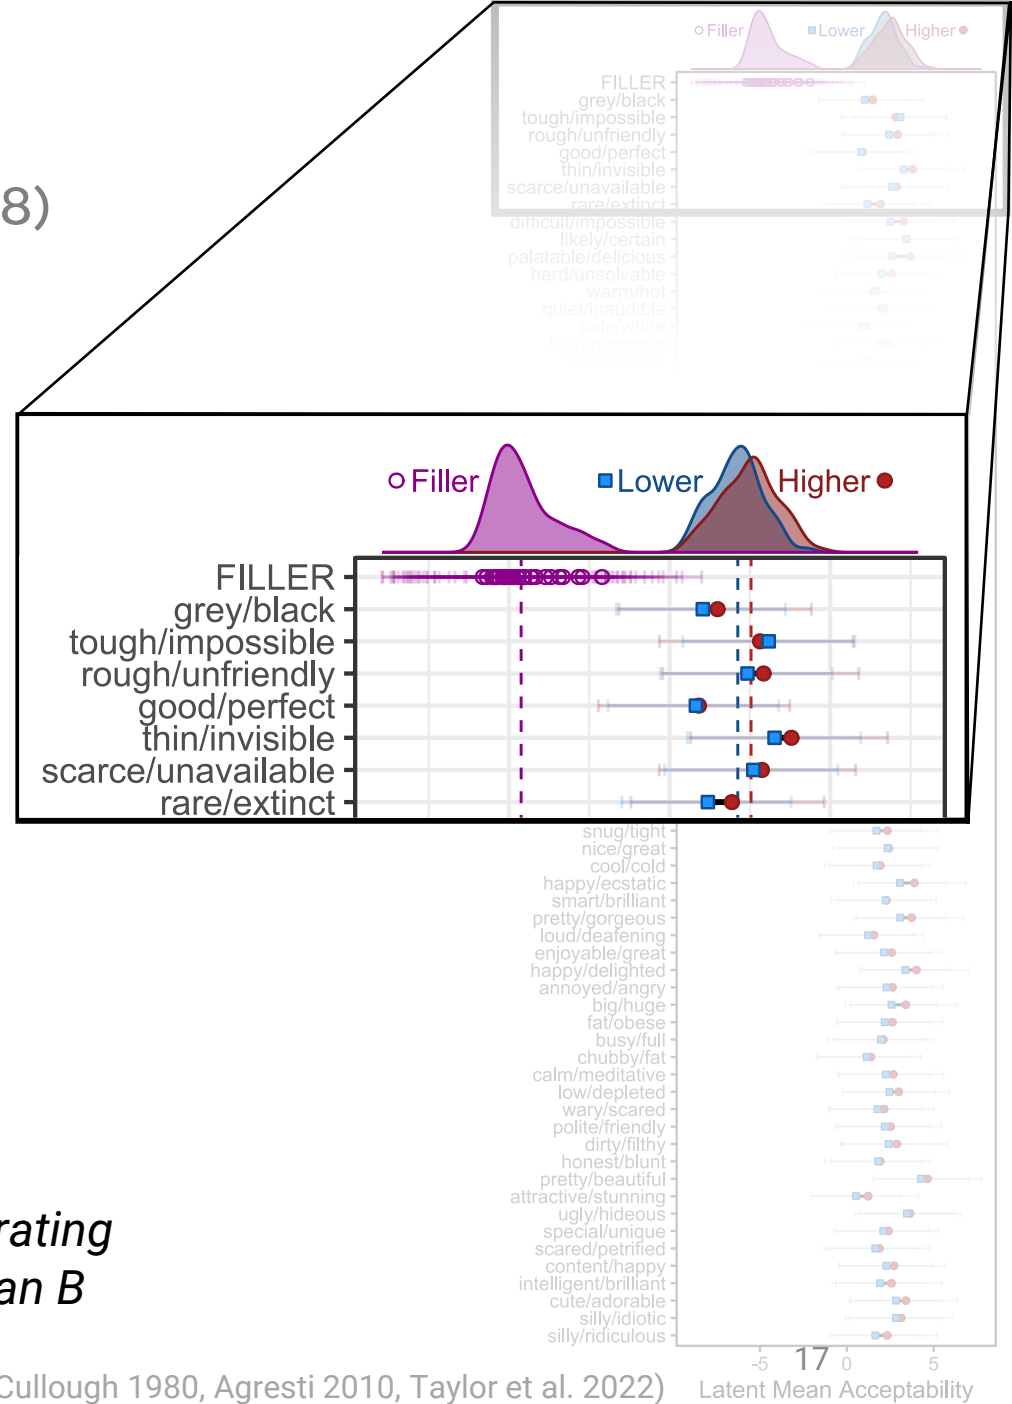 Filler Lower Higher
FILLER
grey/black
tough/impossible
rough/unfriendly
good/perfect
thin/invisible
scarce/unavailable
rare/extinct
difficult/impossible
likely/certain
palatable/delicious
hard/unsolvable
warm/hot
quiet/inaudible
pale/white
big/enormous
8)
Filler Lower Higher
FILLER
grey/black
tough/impossible
rough/unfriendly
good/perfect
thin/invisible
scarce/unavailable
rare/extinct
snug/tight
nice/great
cool/cold
happy/ecstatic
smart/brilliant
pretty/gorgeous
loud/deafening
enjoyable/great
happy/delighted
annoyed/angry
big/huge
fat/obese
busy/full
chubby/fat
calm/meditative
low/depleted
wary/scared
polite/friendly
dirty/filthy
honest/blunt
pretty/beautiful
attractive/stunning
ugly/hideous
special/unique
scared/petrified
content/happy
intelligent/brilliant
cute/adorable
silly/idiotic
silly/ridiculous
rating
an B
-5 17 0 5
Cullough 1980, Agresti 2010, Taylor et al. 2022)
Latent Mean Acceptability